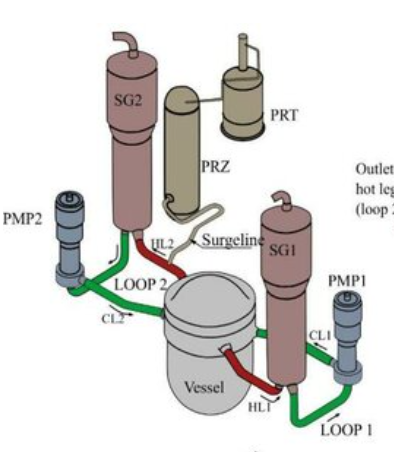 SG2
PRT
PRZ
Outlet
hot leg
(loop 2
PMP2
HL2
Surgeline
SG1
LOOP 2
PMP1
CL2
CL1
Vessel
HL1
LOOP 1